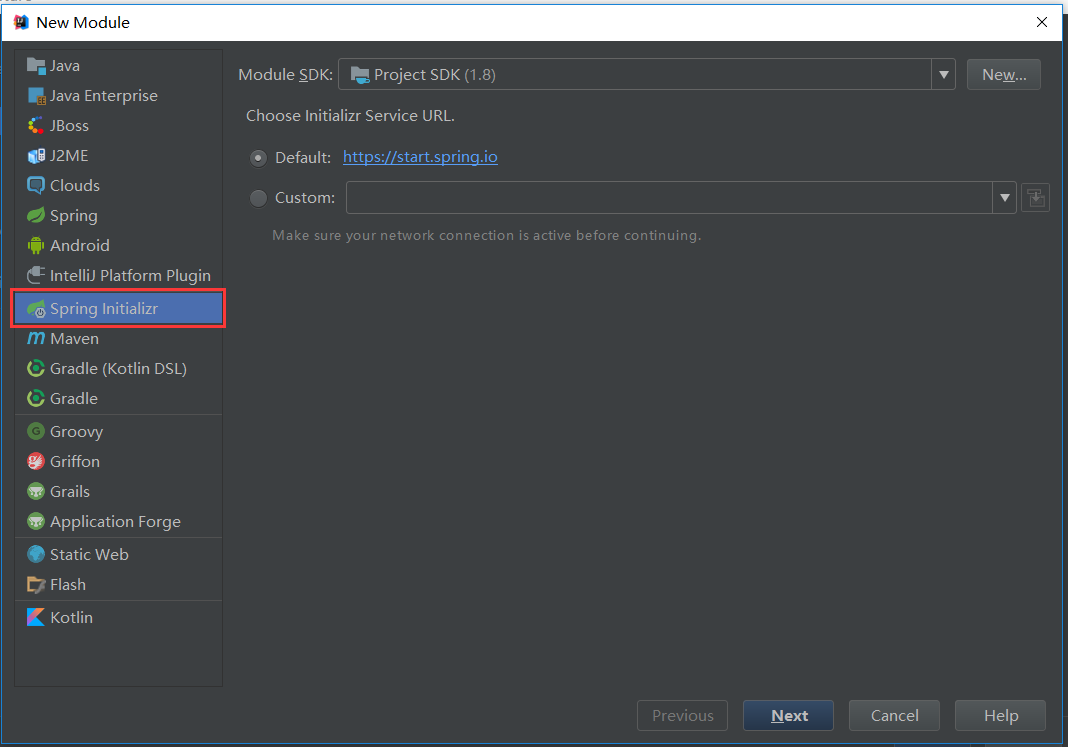 New Module
Java
Java Enterprise
JBoss
J2ME
Clouds
Spring
Android
IntelliJ Platform Plugin
Spring Initializr
Maven
Gradle (Kotlin DSL)
Gradle
Groovy
Griffon
Grails
Application Forge
Static Web
Flash
Kotlin
Module SDK: Project SDK (1.8) New...
Choose Initializr Service URL.
Default: https://start.spring.io
Custom:
Make sure your network connection is active before continuing.
Previous Next Cancel Help